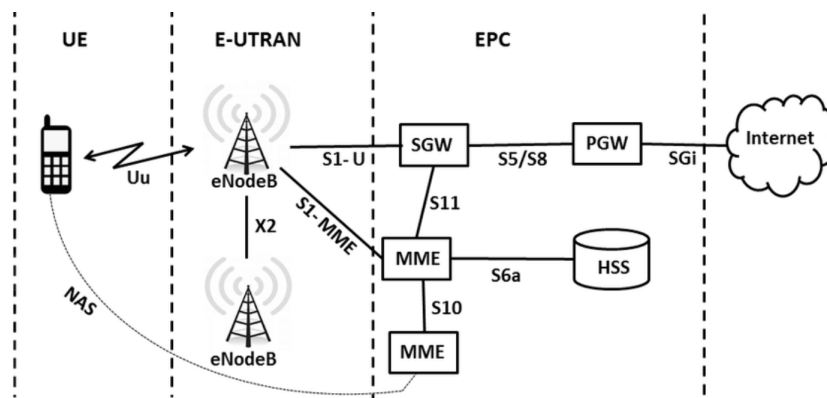 UE
E-UTRAN
EPC
Uu
eNodeB
S1- U
SGW
S5/S8
PGW
SGi
Internet
X2
S1- MME
S11
MME
S6a
HSS
NAS
eNodeB
S10
MME